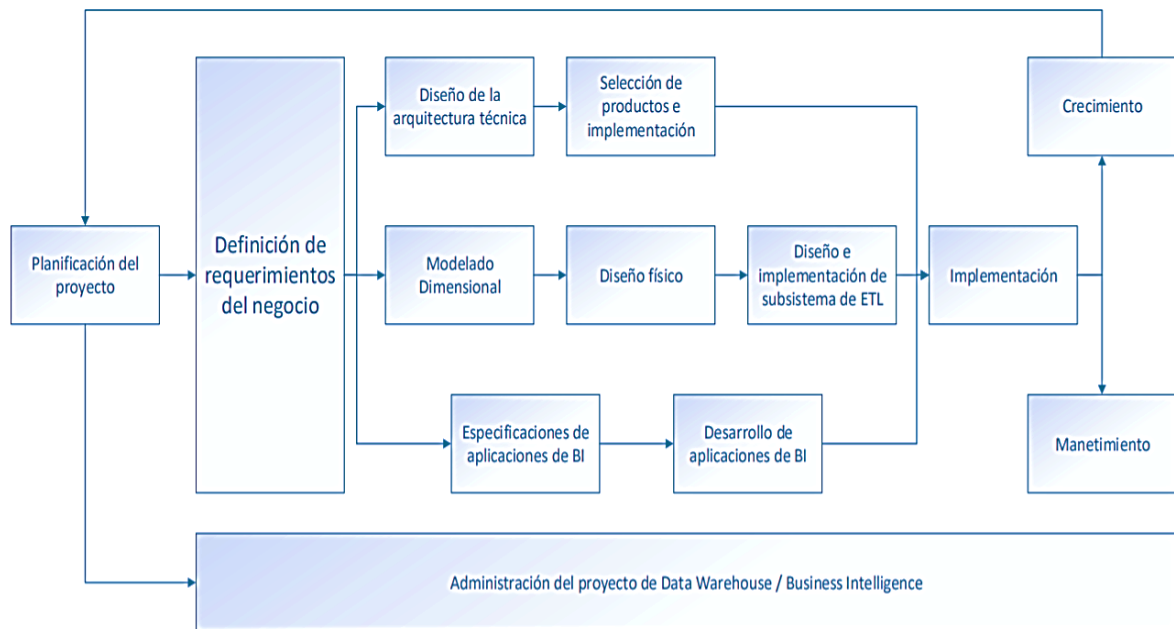 Planificación del
proyecto
Definición de
requerimientos
del negocio
Diseño de la
arquitectura técnica
Selección de
productos e
implementación
Modelado
Dimensional
Diseño físico
Diseño e
implementación de
subsistema de ETL
Especificaciones de
aplicaciones de BI
Desarrollo de
aplicaciones de BI
Implementación
Crecimiento
Manetimiento
Administración del proyecto de Data Warehouse / Business Intelligence